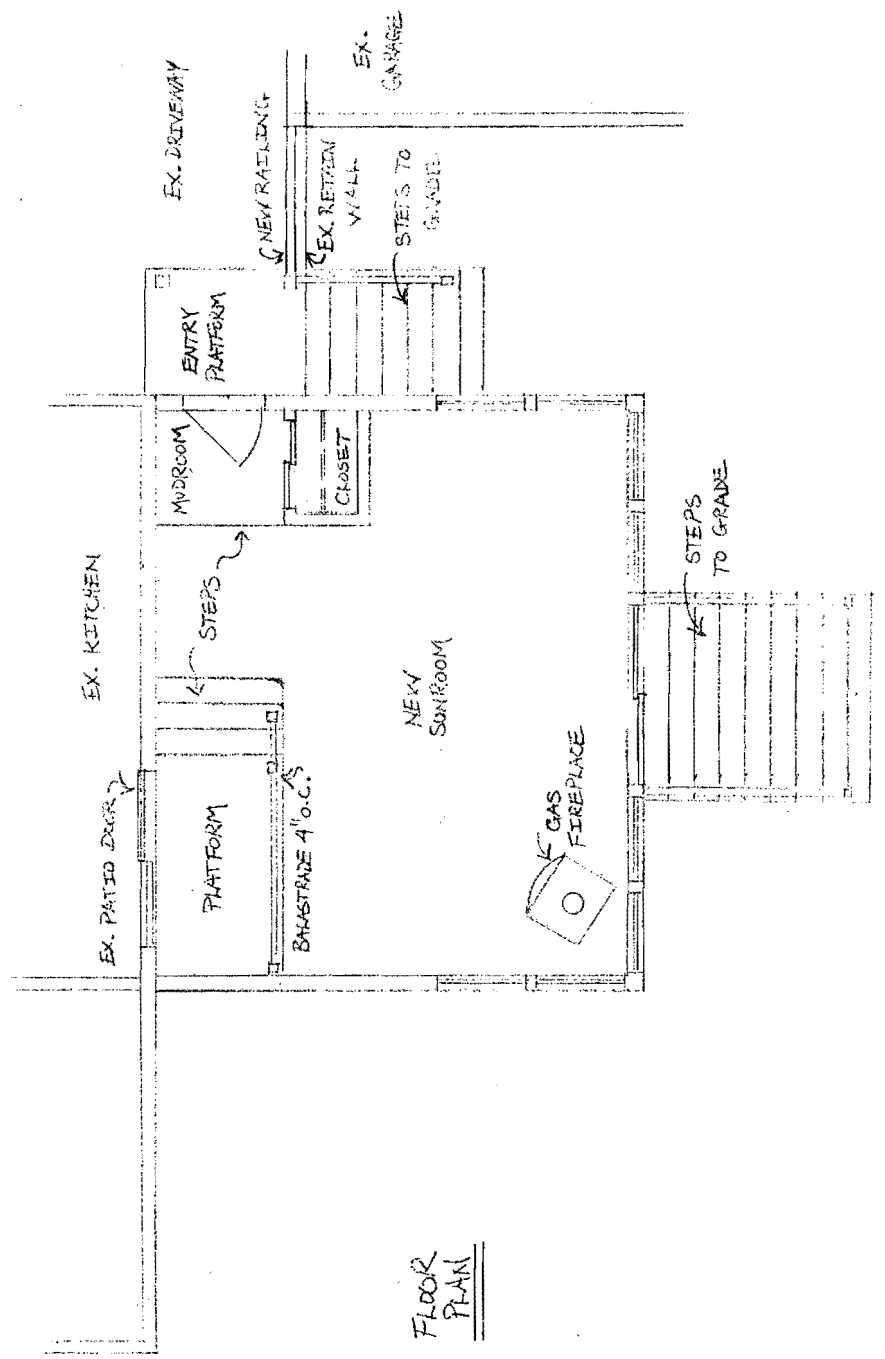 EX. DRIVEWAY
EX.
GARAGE
NEW RAILING
EX. RETAIN
WALL
STEPS TO
GRADE
ENTRY
PLATFORM
MUDROOM
CLOSET
EX. KITCHEN
STEPS
NEW
SUNROOM
STEPS
TO GRADE
EX. PATIO DOOR
PLATFORM
BALASTRADE 4" O.C.
GAS
FIREPLACE
FLOOR
PLAN